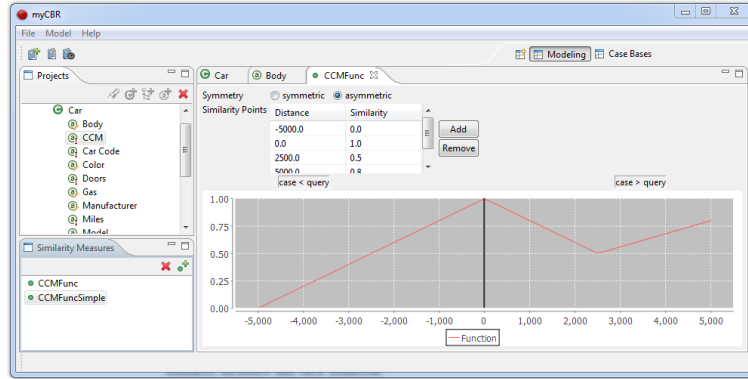 myCBR
File Model Help
Modeling Case Bases
Projects
Car
Body
CCM
Car Code
Color
Doors
Gas
Manufacturer
Miles
Model
Similarity Measures
CCMFunc
CCMFuncSimple
Car Body CCMFunc
Symmetry symmetric asymmetric
Similarity Points Distance Similarity
-5000.0 0.0
0.0 1.0
2500.0 0.5
5000.0 0.8
Add
Remove
case < query case > query
1.00
0.75
0.50
0.25
0.00
-5,000 -4,000 -3,000 -2,000 -1,000 0 1,000 2,000 3,000 4,000 5,000
Function